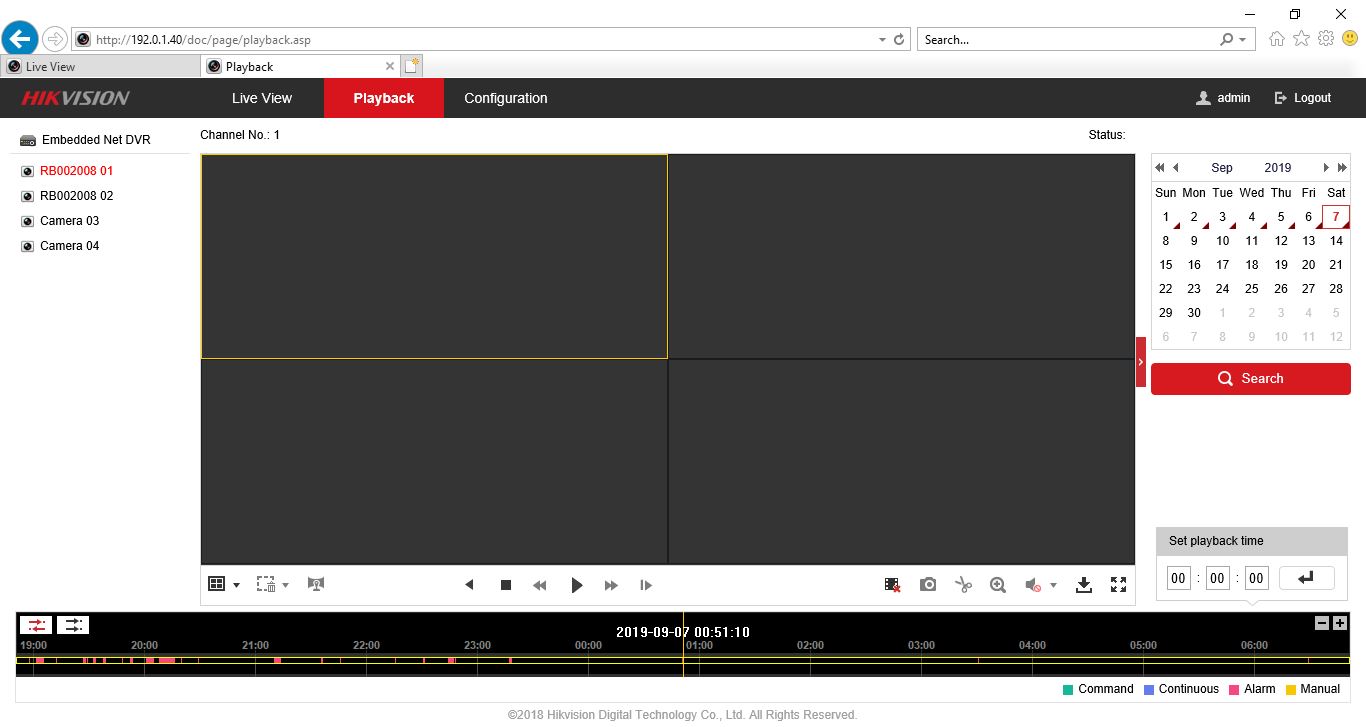 http://192.0.1.40/doc/page/playback.asp
Search...
Live View
Playback
HIKVISION
Live View
Playback
Configuration
admin
Logout
Embedded Net DVR
RB002008 01
RB002008 02
Camera 03
Camera 04
Channel No.: 1
Status:
Sep 2019
Sun Mon Tue Wed Thu Fri Sat
1 2 3 4 5 6 7
8 9 10 11 12 13 14
15 16 17 18 19 20 21
22 23 24 25 26 27 28
29 30 1 2 3 4 5
6 7 8 9 10 11 12
Search
Set playback time
00 : 00 : 00
2019-09-07 00:51:10
19:00 20:00 21:00 22:00 23:00 00:00 01:00 02:00 03:00 04:00 05:00 06:00
Command Continuous Alarm Manual
©2018 Hikvision Digital Technology Co., Ltd. All Rights Reserved.